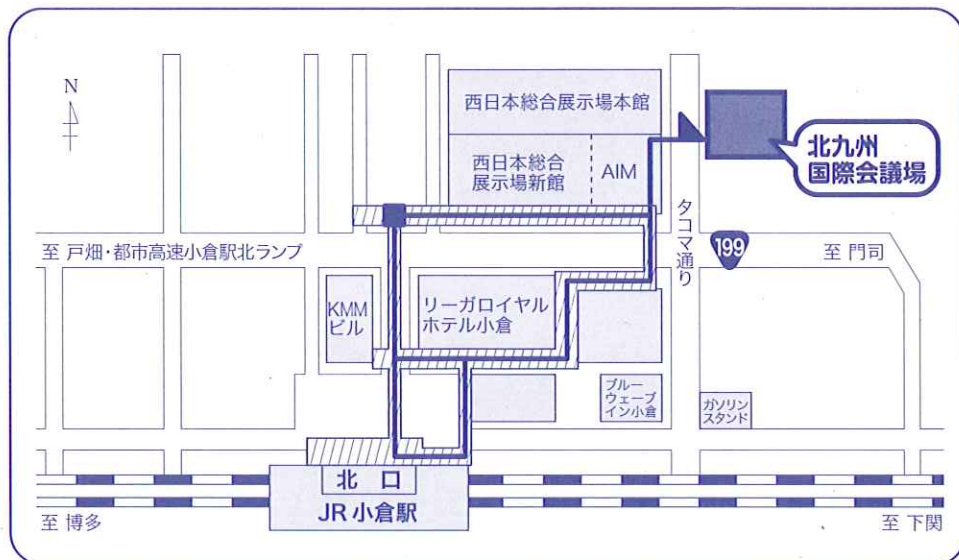 N
西日本総合展示場本館
西日本総合
展示場新館
AIM
北九州
国際会議場
タコマ通り
至 戸畑・都市高速小倉駅北ランプ
199
至 門司
KMM
ビル
リーガロイヤル
ホテル小倉
ブルー
ウェーブ
イン小倉
ガソリン
スタンド
北 口
JR 小倉駅
至 博多
至 下関